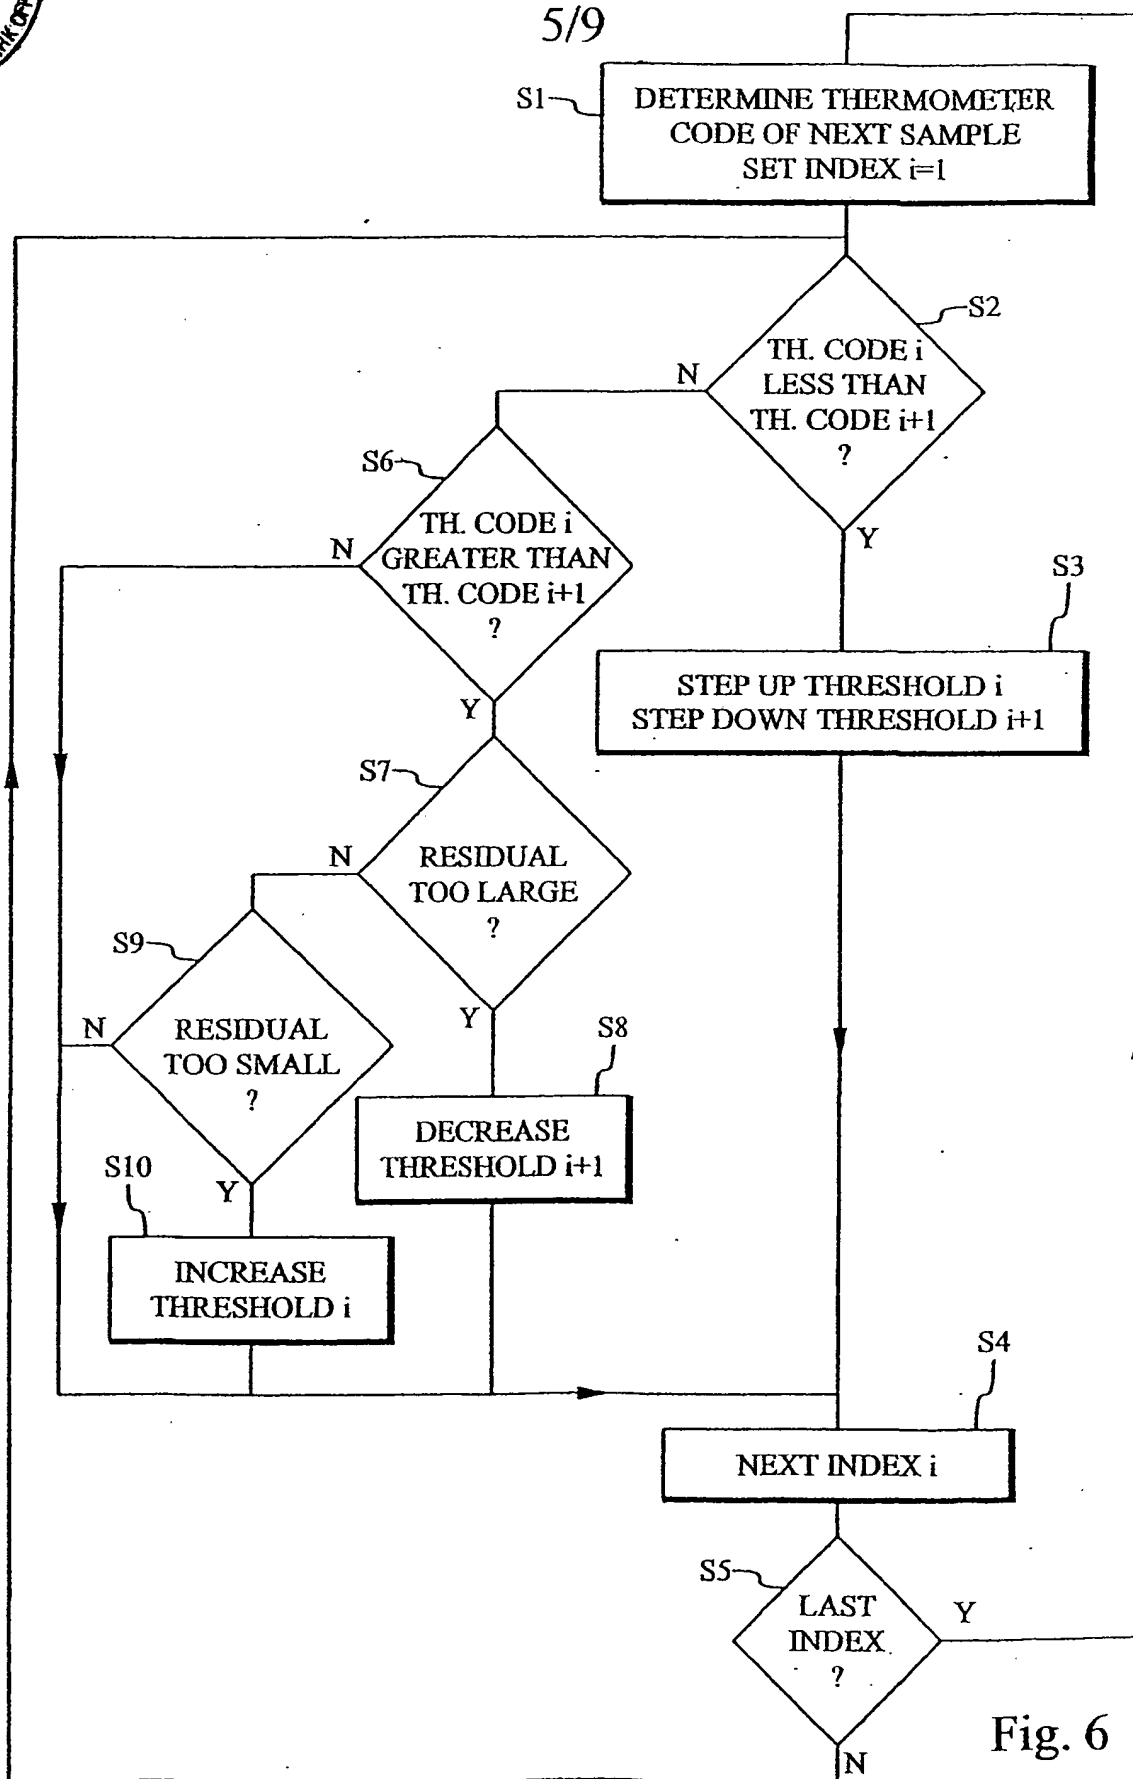 5/9
S1
DETERMINE THERMOMETER
CODE OF NEXT SAMPLE
SET INDEX i=1
S2
TH. CODE i
LESS THAN
TH. CODE i+1
?
N
Y
S6
TH. CODE i
GREATER THAN
TH. CODE i+1
?
N
Y
S3
STEP UP THRESHOLD i
STEP DOWN THRESHOLD i+1
S7
RESIDUAL
TOO LARGE
?
N
Y
S9
RESIDUAL
TOO SMALL
?
N
Y
S8
DECREASE
THRESHOLD i+1
S10
INCREASE
THRESHOLD i
S4
NEXT INDEX i
S5
LAST
INDEX
?
Y
N
Fig. 6